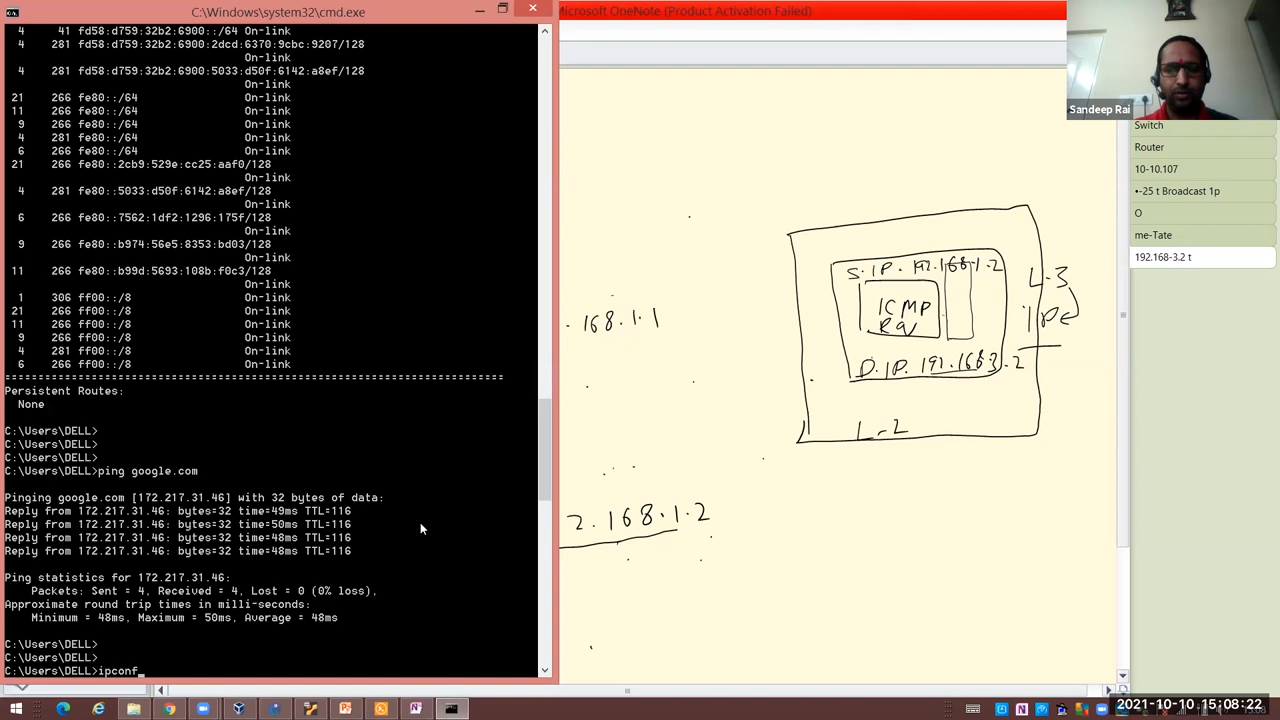 C:\Windows\system32\cmd.exe
4 41 fd58:d759:32b2:6900::/64 On-link
4 281 fd58:d759:32b2:6900:2dcd:6370:9cbc:9207/128
On-link
4 281 fd58:d759:32b2:6900:5033:d50f:6142:a8ef/128
On-link
21 266 fe80::/64 On-link
11 266 fe80::/64 On-link
9 266 fe80::/64 On-link
4 281 fe80::/64 On-link
6 266 fe80::/64 On-link
21 266 fe80::2cb9:529e:cc25:aaf0/128
On-link
4 281 fe80::5033:d50f:6142:a8ef/128
On-link
6 266 fe80::7562:1df2:1296:175f/128
On-link
9 266 fe80::b974:56e5:8353:bd03/128
On-link
11 266 fe80::b99d:5693:108b:f0c3/128
On-link
1 306 ff00::/8 On-link
21 266 ff00::/8 On-link
11 266 ff00::/8 On-link
9 266 ff00::/8 On-link
4 281 ff00::/8 On-link
6 266 ff00::/8 On-link
===========================================================================
Persistent Routes:
None
C:\Users\DELL>
C:\Users\DELL>
C:\Users\DELL>
C:\Users\DELL>ping google.com
Pinging google.com [172.217.31.46] with 32 bytes of data:
Reply from 172.217.31.46: bytes=32 time=49ms TTL=116
Reply from 172.217.31.46: bytes=32 time=50ms TTL=116
Reply from 172.217.31.46: bytes=32 time=48ms TTL=116
Reply from 172.217.31.46: bytes=32 time=48ms TTL=116
Ping statistics for 172.217.31.46:
Packets: Sent = 4, Received = 4, Lost = 0 (0% loss),
Approximate round trip times in milli-seconds:
Minimum = 48ms, Maximum = 50ms, Average = 48ms
C:\Users\DELL>
C:\Users\DELL>
C:\Users\DELL>ipconf_
Microsoft OneNote (Product Activation Failed)
.168.1.1
2.168.1.2
S.IP.192.168.1.2
ICMP
Rq
D.IP.192.168.3.2
L-2
L-3
Sandeep Rai
Switch
Router
10-10.107
•-25 t Broadcast 1p
O
me-Tate
192.168-3.2 t
2021-10-10 15:08:22